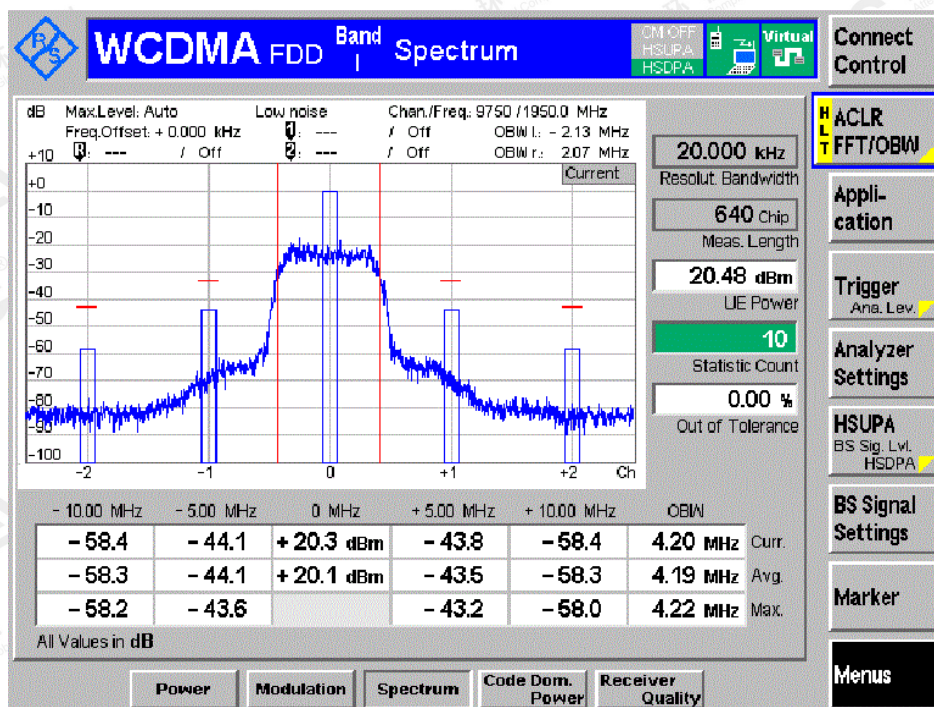 R/S
WCDMA FDD Band I Spectrum
CM OFF
HSUPA
HSDPA
Virtual
Connect Control
dB Max.Level: Auto Low noise Chan./Freq.: 9750 / 1950.0 MHz
Freq.Offset: + 0.000 kHz 1: --- / Off OBW l.: - 2.13 MHz
R: --- / Off 2: --- / Off OBW r.: 2.07 MHz
Current
+10
+0
-10
-20
-30
-40
-50
-60
-70
-80
-90
-100
-2 -1 0 +1 +2 Ch
20.000 kHz
Resolut. Bandwidth
640 Chip
Meas. Length
20.48 dBm
UE Power
10
Statistic Count
0.00 %
Out of Tolerance
- 10.00 MHz - 5.00 MHz 0 MHz + 5.00 MHz + 10.00 MHz OBW
- 58.4 - 44.1 + 20.3 dBm - 43.8 - 58.4 4.20 MHz Curr.
- 58.3 - 44.1 + 20.1 dBm - 43.5 - 58.3 4.19 MHz Avg.
- 58.2 - 43.6 - 43.2 - 58.0 4.22 MHz Max.
All Values in dB
HLT
ACLR
FFT/OBW
Appli-
cation
Trigger
Ana. Lev.
Analyzer
Settings
HSUPA
BS Sig. Lvl.
HSDPA
BS Signal
Settings
Marker
Menus
Power
Modulation
Spectrum
Code Dom.
Power
Receiver
Quality